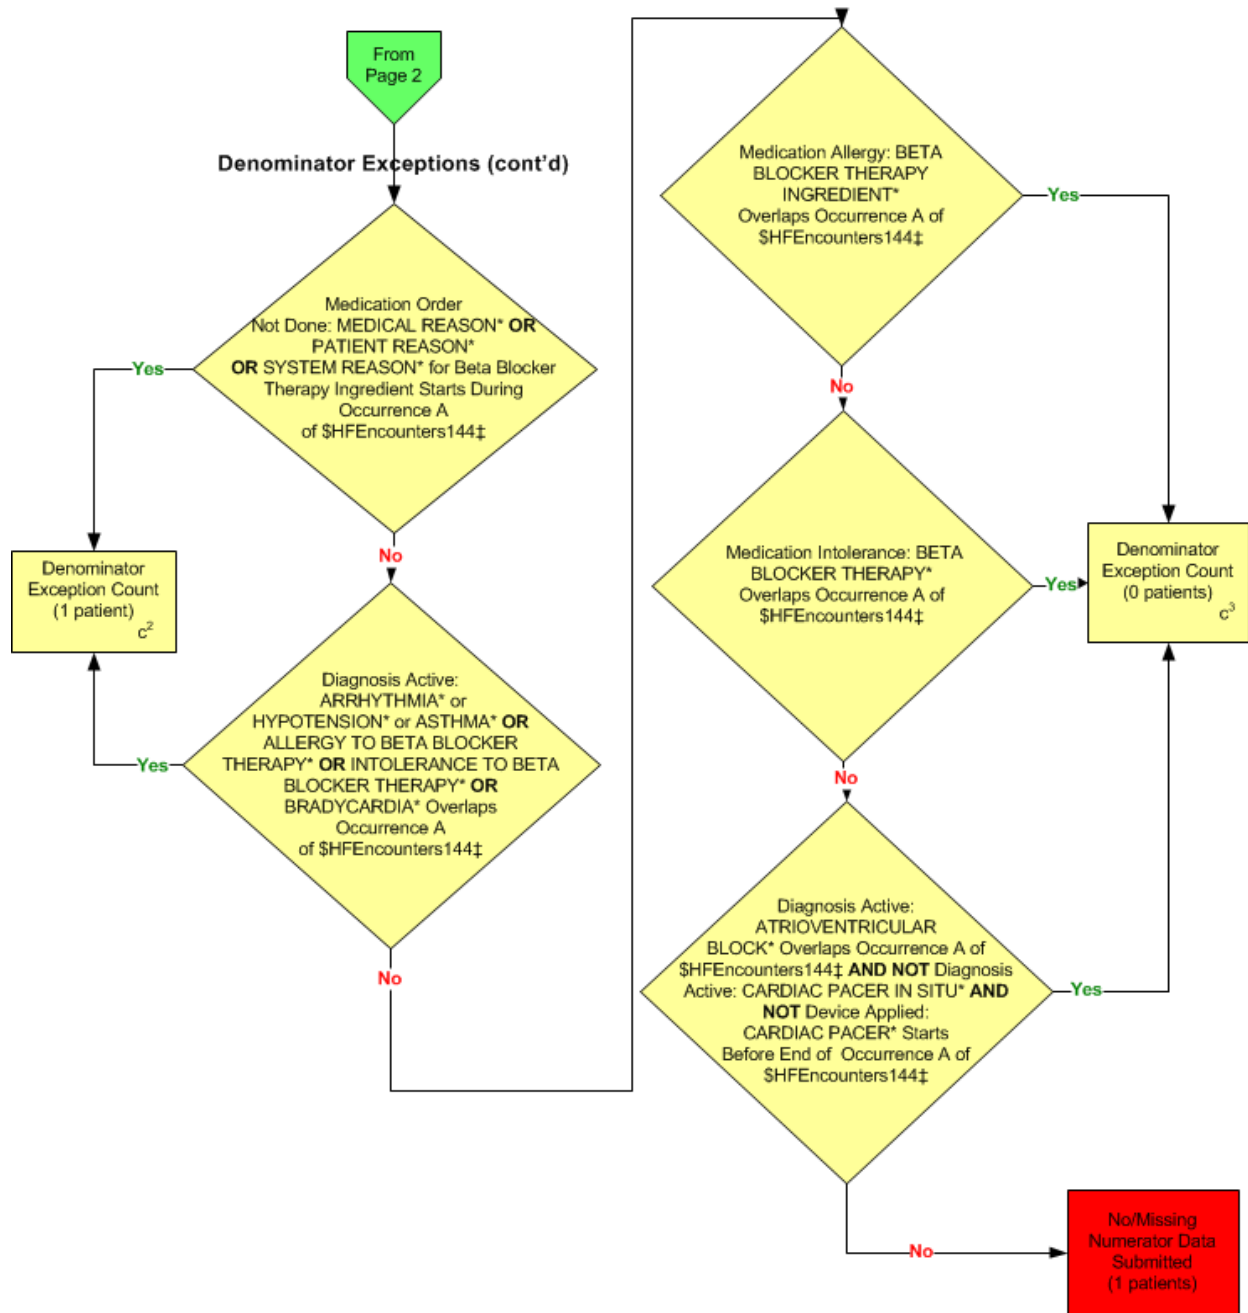 From
Page 2
Denominator Exceptions (cont'd)
Medication Order
Not Done: MEDICAL REASON* OR
PATIENT REASON*
OR SYSTEM REASON* for Beta Blocker
Therapy Ingredient Starts During
Occurrence A
of $HFEncounters144‡
Yes
No
Denominator
Exception Count
(1 patient)
c²
Diagnosis Active:
ARRHYTHMIA* or
HYPOTENSION* or ASTHMA* OR
ALLERGY TO BETA BLOCKER
THERAPY* OR INTOLERANCE TO BETA
BLOCKER THERAPY* OR
BRADYCARDIA* Overlaps
Occurrence A
of $HFEncounters144‡
Yes
No
Medication Allergy: BETA
BLOCKER THERAPY
INGREDIENT*
Overlaps Occurrence A of
$HFEncounters144‡
Yes
No
Medication Intolerance: BETA
BLOCKER THERAPY*
Overlaps Occurrence A of
$HFEncounters144‡
Yes
Denominator
Exception Count
(0 patients)
c³
No
Diagnosis Active:
ATRIOVENTRICULAR
BLOCK* Overlaps Occurrence A of
$HFEncounters144‡ AND NOT Diagnosis
Active: CARDIAC PACER IN SITU* AND
NOT Device Applied:
CARDIAC PACER* Starts
Before End of Occurrence A of
$HFEncounters144‡
Yes
No
No/Missing
Numerator Data
Submitted
(1 patients)